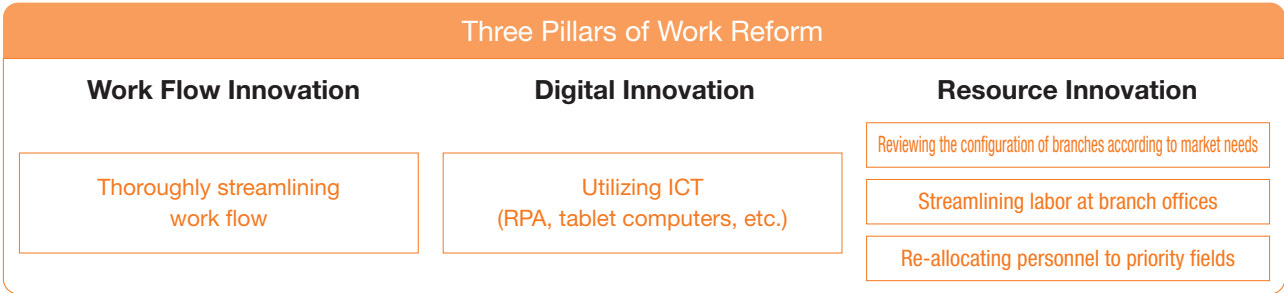 Three Pillars of Work Reform
Work Flow Innovation
Thoroughly streamlining
work flow
Digital Innovation
Utilizing ICT
(RPA, tablet computers, etc.)
Resource Innovation
Reviewing the configuration of branches according to market needs
Streamlining labor at branch offices
Re-allocating personnel to priority fields